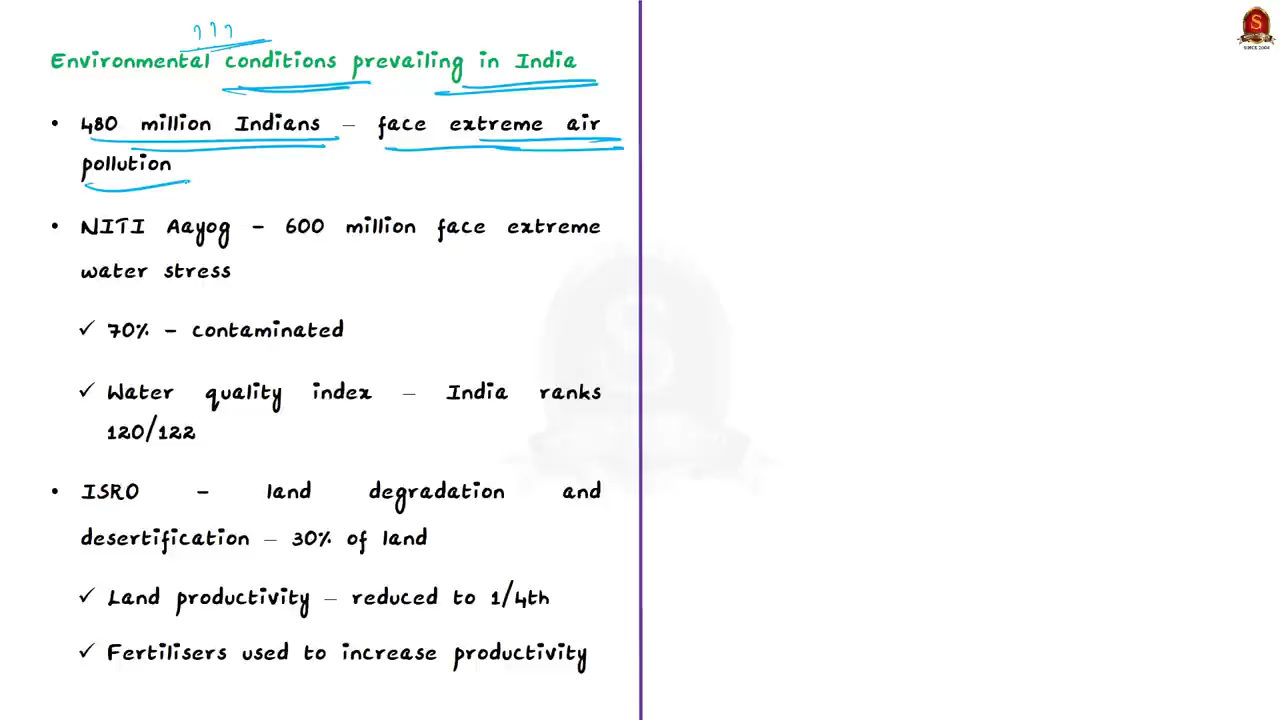 Environmental conditions prevailing in India
• 480 million Indians – face extreme air
pollution
• NITI Aayog - 600 million face extreme
water stress
✓ 70% - contaminated
✓ Water quality index – India ranks
120/122
• ISRO - land degradation and
desertification – 30% of land
✓ Land productivity – reduced to 1/4th
✓ Fertilisers used to increase productivity
S
SINCE 2004